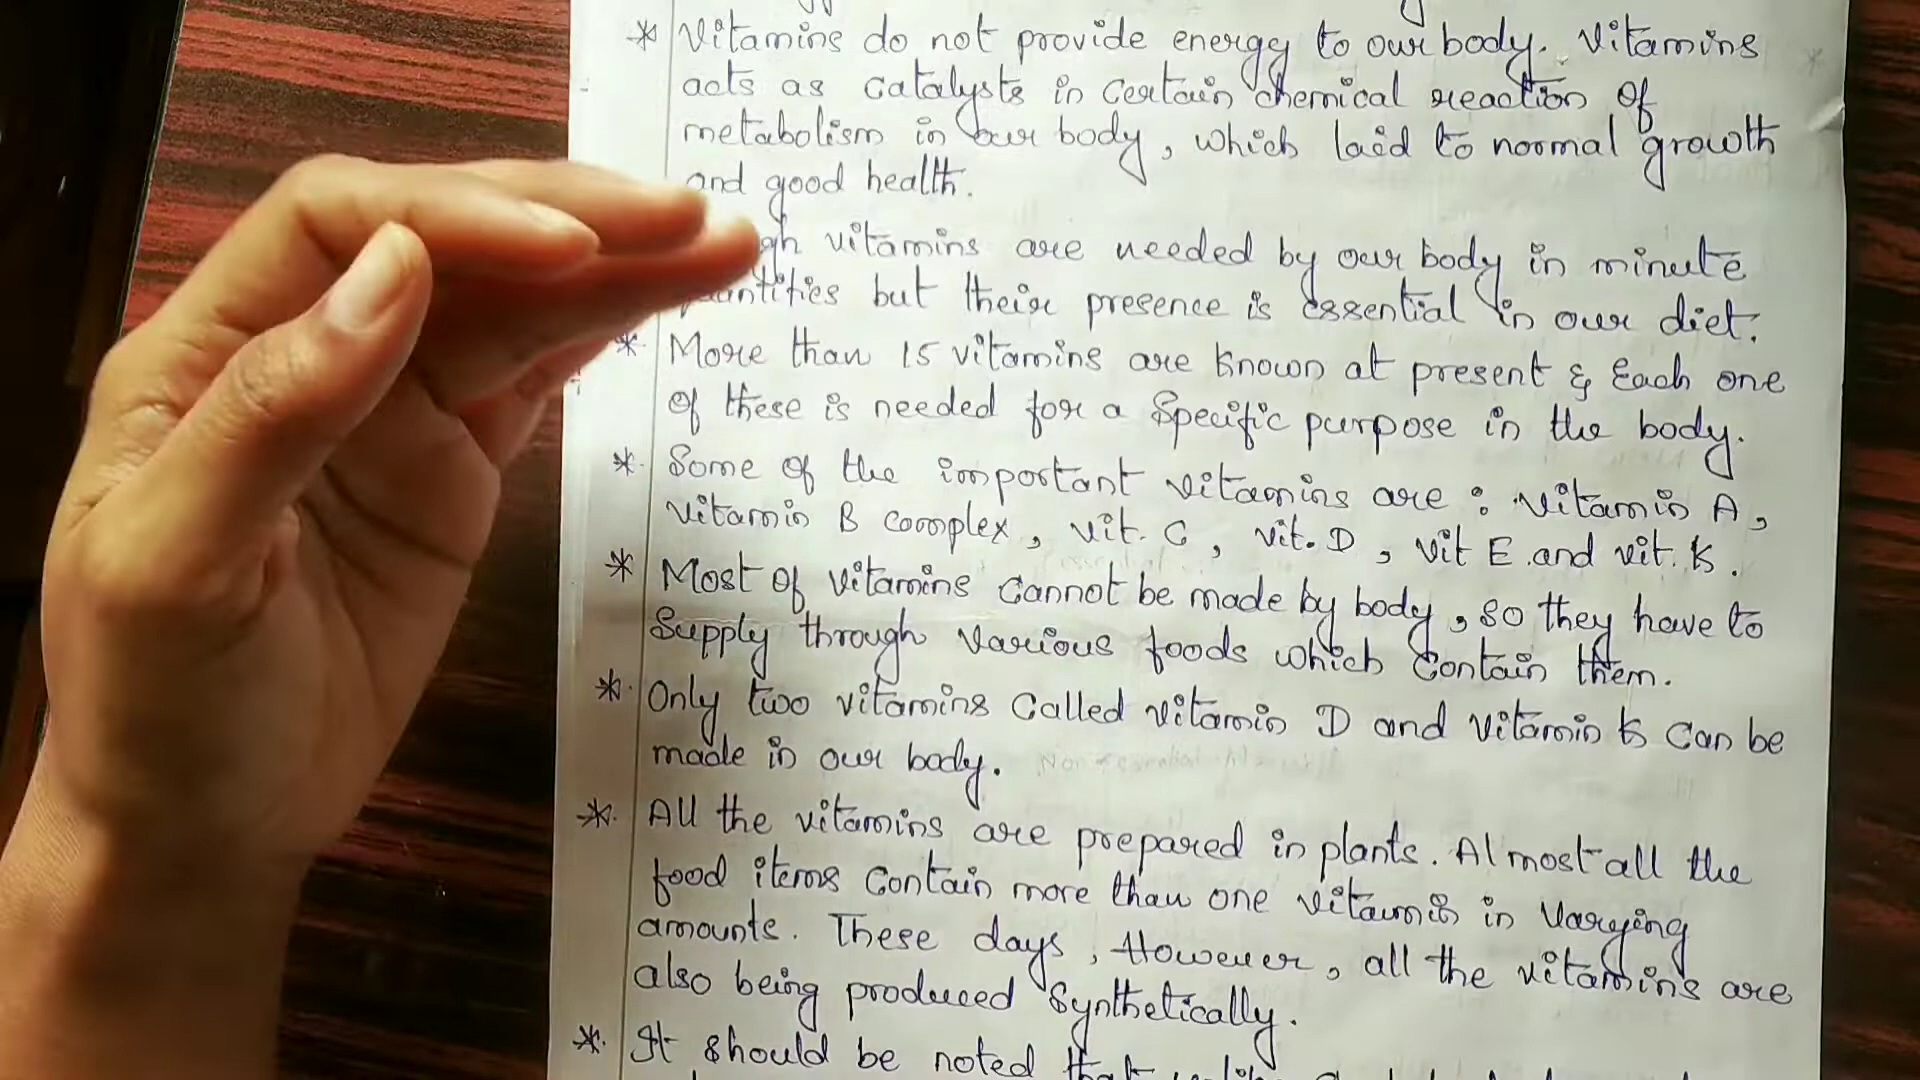 * Vitamins do not provide energy to our body. Vitamins
acts as catalysts in certain chemical reaction of
metabolism in our body, which laid to normal growth
and good health.
vitamins are needed by our body in minute
but their presence is essential in our diet.
* More than 15 vitamins are known at present & Each one
of these is needed for a specific purpose in the body.
* Some of the important vitamins are : vitamin A,
vitamin B complex, vit. C, vit. D, vit E. and vit. K.
* Most of vitamins cannot be made by body, so they have to
supply through various foods which contain them.
* Only two vitamins called vitamin D and vitamin K can be
made in our body.
* All the vitamins are prepared in plants. Almost all the
food items contain more than one vitamin in varying
amounts. These days, However, all the vitamins are
also being produced synthetically.
* It should be noted that